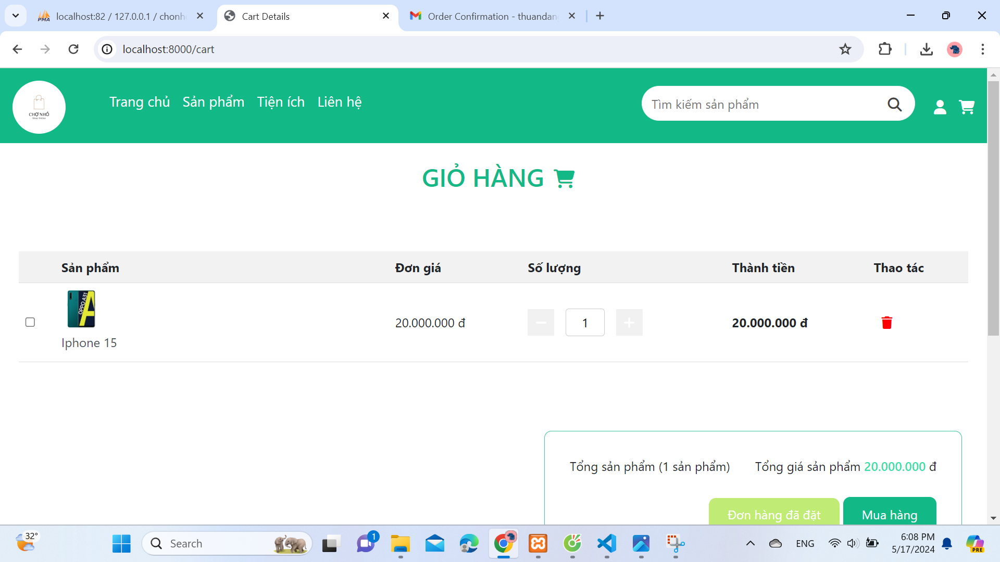 localhost:82 / 127.0.0.1 / chonh
Cart Details
Order Confirmation - thuandan
localhost:8000/cart
CHỢ NHỎ
Shop Online
Trang chủ
Sản phẩm
Tiện ích
Liên hệ
Tìm kiếm sản phẩm
GIỎ HÀNG
Sản phẩm
Đơn giá
Số lượng
Thành tiền
Thao tác
OPPO A31
Iphone 15
20.000.000 đ
1
20.000.000 đ
Tổng sản phẩm (1 sản phẩm)
Tổng giá sản phẩm 20.000.000 đ
Đơn hàng đã đặt
Mua hàng
32°
Search
1
ENG
6:08 PM
5/17/2024
PRE